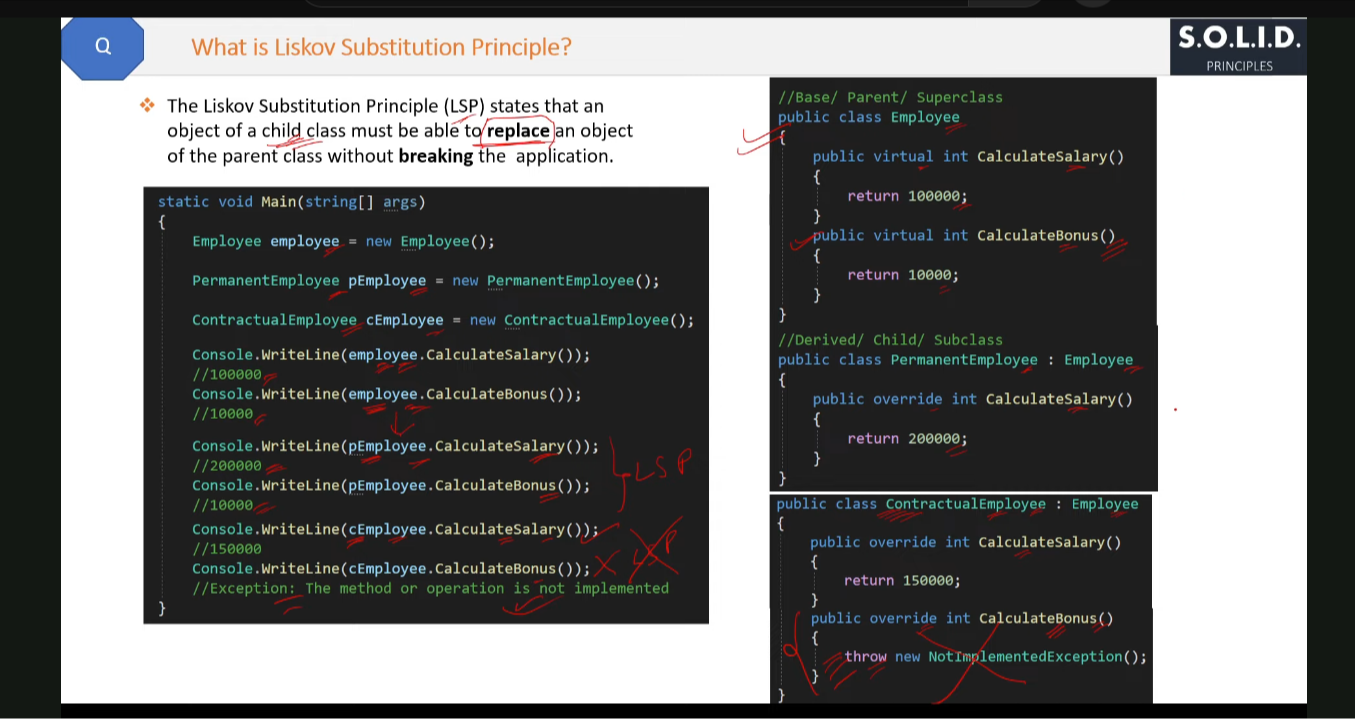 Q
What is Liskov Substitution Principle?
S.O.L.I.D.
PRINCIPLES
❖ The Liskov Substitution Principle (LSP) states that an
object of a child class must be able to replace an object
of the parent class without breaking the application.
static void Main(string[] args)
{
Employee employee = new Employee();
PermanentEmployee pEmployee = new PermanentEmployee();
ContractualEmployee cEmployee = new ContractualEmployee();
Console.WriteLine(employee.CalculateSalary());
//100000
Console.WriteLine(employee.CalculateBonus());
//10000
Console.WriteLine(pEmployee.CalculateSalary());
//200000
Console.WriteLine(pEmployee.CalculateBonus());
//10000
LSP
Console.WriteLine(cEmployee.CalculateSalary());
//150000
Console.WriteLine(cEmployee.CalculateBonus());
//Exception: The method or operation is not implemented
LSP
}
//Base/ Parent/ Superclass
public class Employee
{
public virtual int CalculateSalary()
{
return 100000;
}
public virtual int CalculateBonus()
{
return 10000;
}
}
//Derived/ Child/ Subclass
public class PermanentEmployee : Employee
{
public override int CalculateSalary()
{
return 200000;
}
}
public class ContractualEmployee : Employee
{
public override int CalculateSalary()
{
return 150000;
}
public override int CalculateBonus()
{
throw new NotImplementedException();
}
}